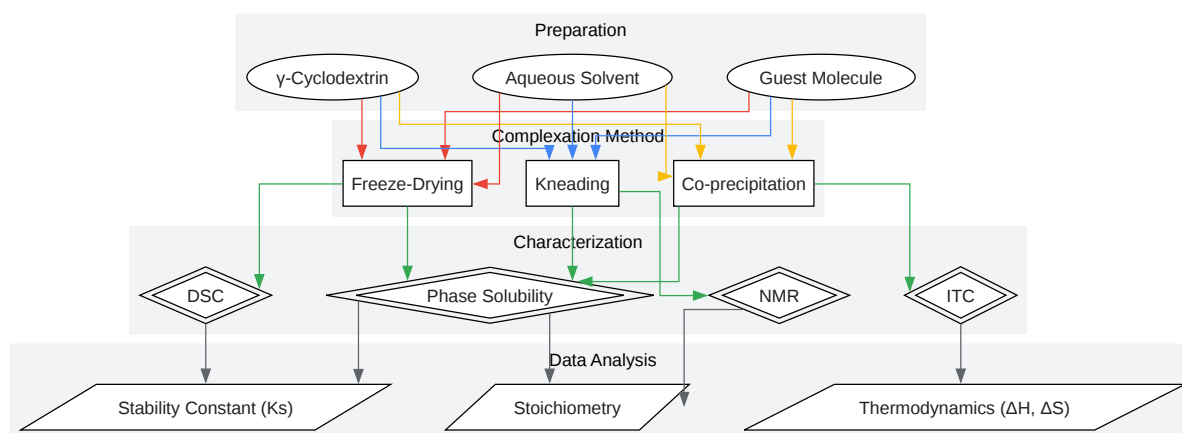 Preparation
γ-Cyclodextrin
Aqueous Solvent
Guest Molecule
Complexation Method
Freeze-Drying
Kneading
Co-precipitation
Characterization
DSC
Phase Solubility
NMR
ITC
Data Analysis
Stability Constant (Ks)
Stoichiometry
Thermodynamics (ΔH, ΔS)